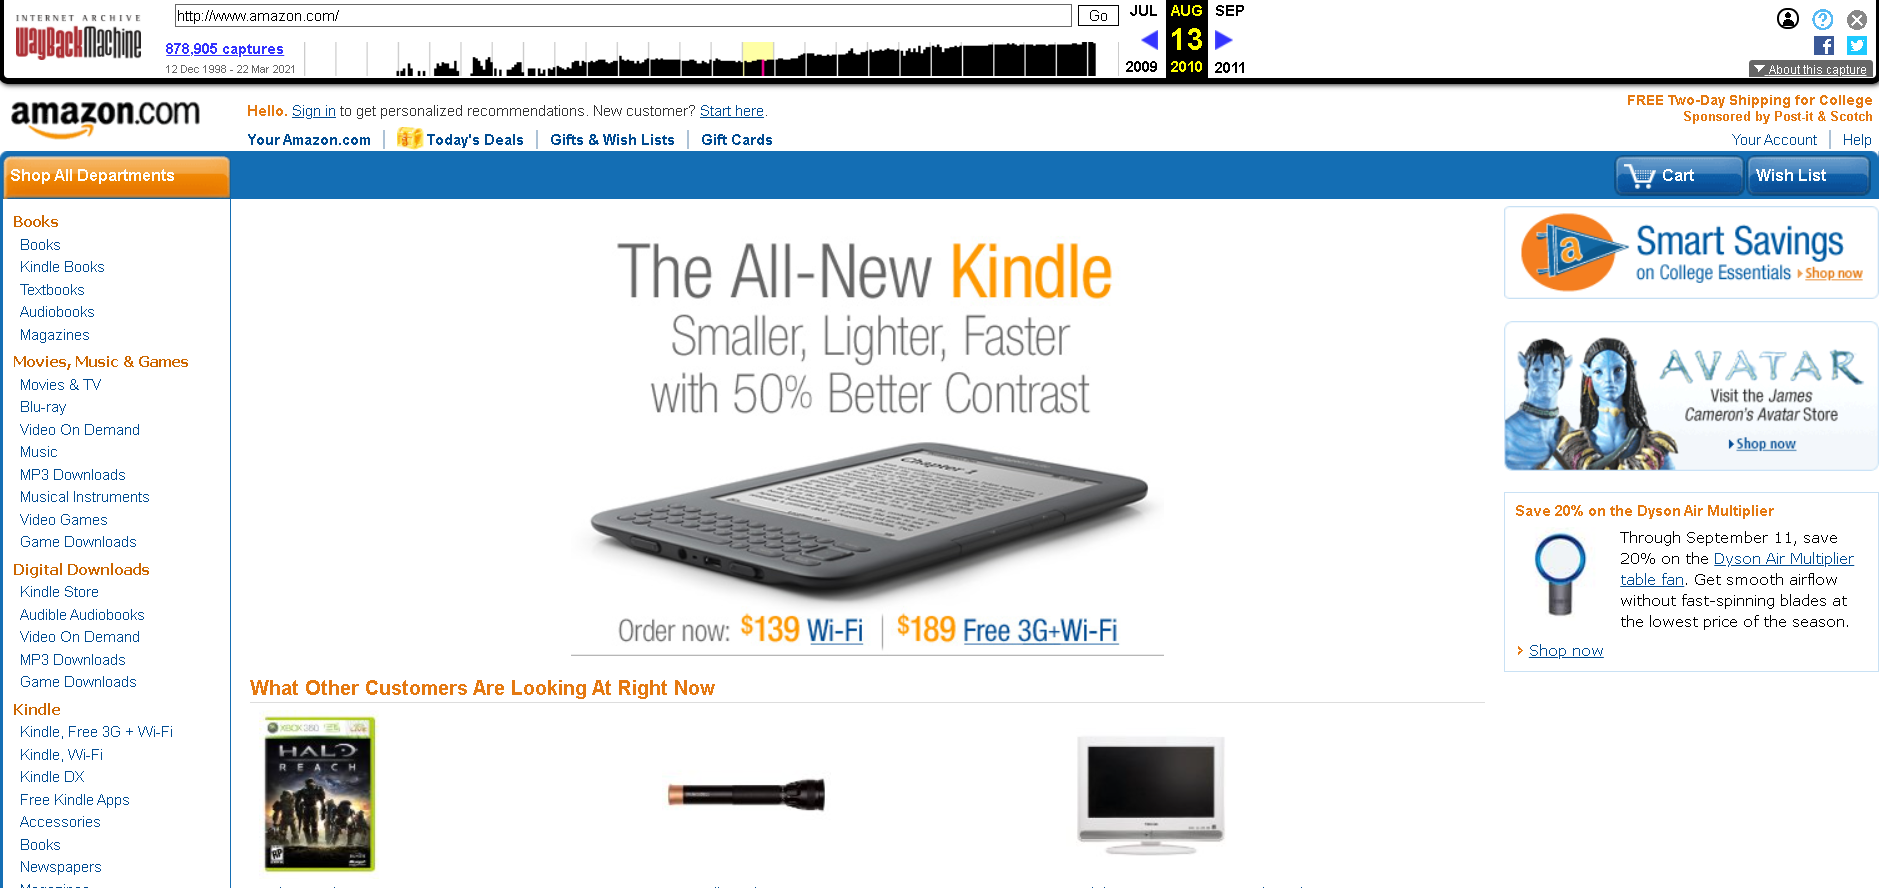 INTERNET ARCHIVE
WayBackMachine
http://www.amazon.com/
Go
JUL
AUG
SEP
878,905 captures
13
12 Dec 1998 - 22 Mar 2021
2009
2010
2011
About this capture
amazon.com
Hello. Sign in to get personalized recommendations. New customer? Start here.
FREE Two-Day Shipping for College
Sponsored by Post-it & Scotch
Your Amazon.com
Today's Deals
Gifts & Wish Lists
Gift Cards
Your Account
Help
Shop All Departments
Cart
Wish List
Books
Books
Kindle Books
Textbooks
Audiobooks
Magazines
Movies, Music & Games
Movies & TV
Blu-ray
Video On Demand
Music
MP3 Downloads
Musical Instruments
Video Games
Game Downloads
Digital Downloads
Kindle Store
Audible Audiobooks
Video On Demand
MP3 Downloads
Game Downloads
Kindle
Kindle, Free 3G + Wi-Fi
Kindle, Wi-Fi
Kindle DX
Free Kindle Apps
Accessories
Books
Newspapers
The All-New Kindle
Smaller, Lighter, Faster
with 50% Better Contrast
Chapter 1
Order now: $139 Wi-Fi | $189 Free 3G+Wi-Fi
What Other Customers Are Looking At Right Now
XBOX 360
HALO
REACH
Smart Savings
on College Essentials Shop now
AVATAR
Visit the James
Cameron's Avatar Store
Shop now
Save 20% on the Dyson Air Multiplier
Through September 11, save
20% on the Dyson Air Multiplier
table fan. Get smooth airflow
without fast-spinning blades at
the lowest price of the season.
Shop now